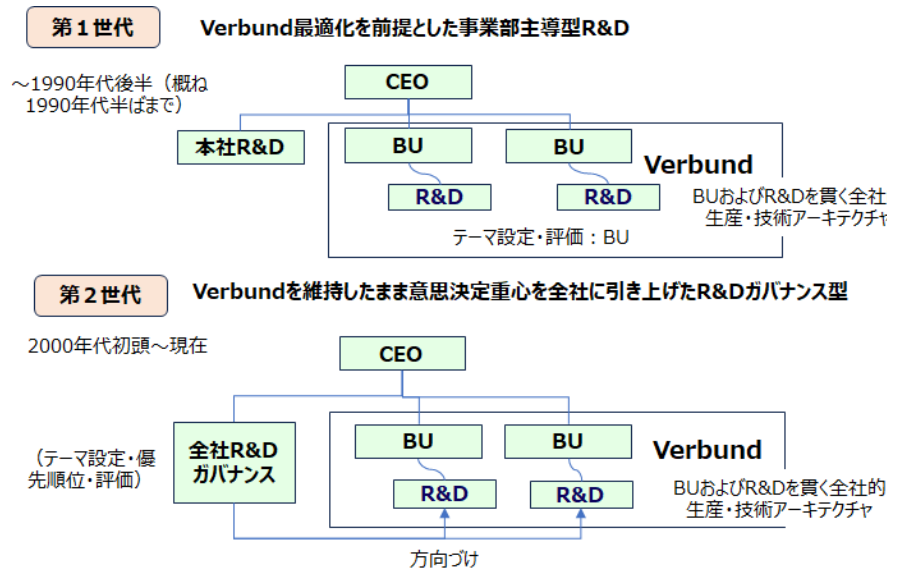 第１世代
Verbund最適化を前提とした事業部主導型R&D
～1990年代後半（概ね
1990年代半ばまで）
CEO
本社R&D
BU
BU
Verbund
R&D
R&D
BUおよびR&Dを貫く全社
生産・技術アーキテクチャ
テーマ設定・評価：BU
第２世代
Verbundを維持したまま意思決定重心を全社に引き上げたR&Dガバナンス型
2000年代初頭～現在
CEO
（テーマ設定・優
先順位・評価）
全社R&D
ガバナンス
BU
BU
Verbund
R&D
R&D
BUおよびR&Dを貫く全社的
生産・技術アーキテクチャ
方向づけ